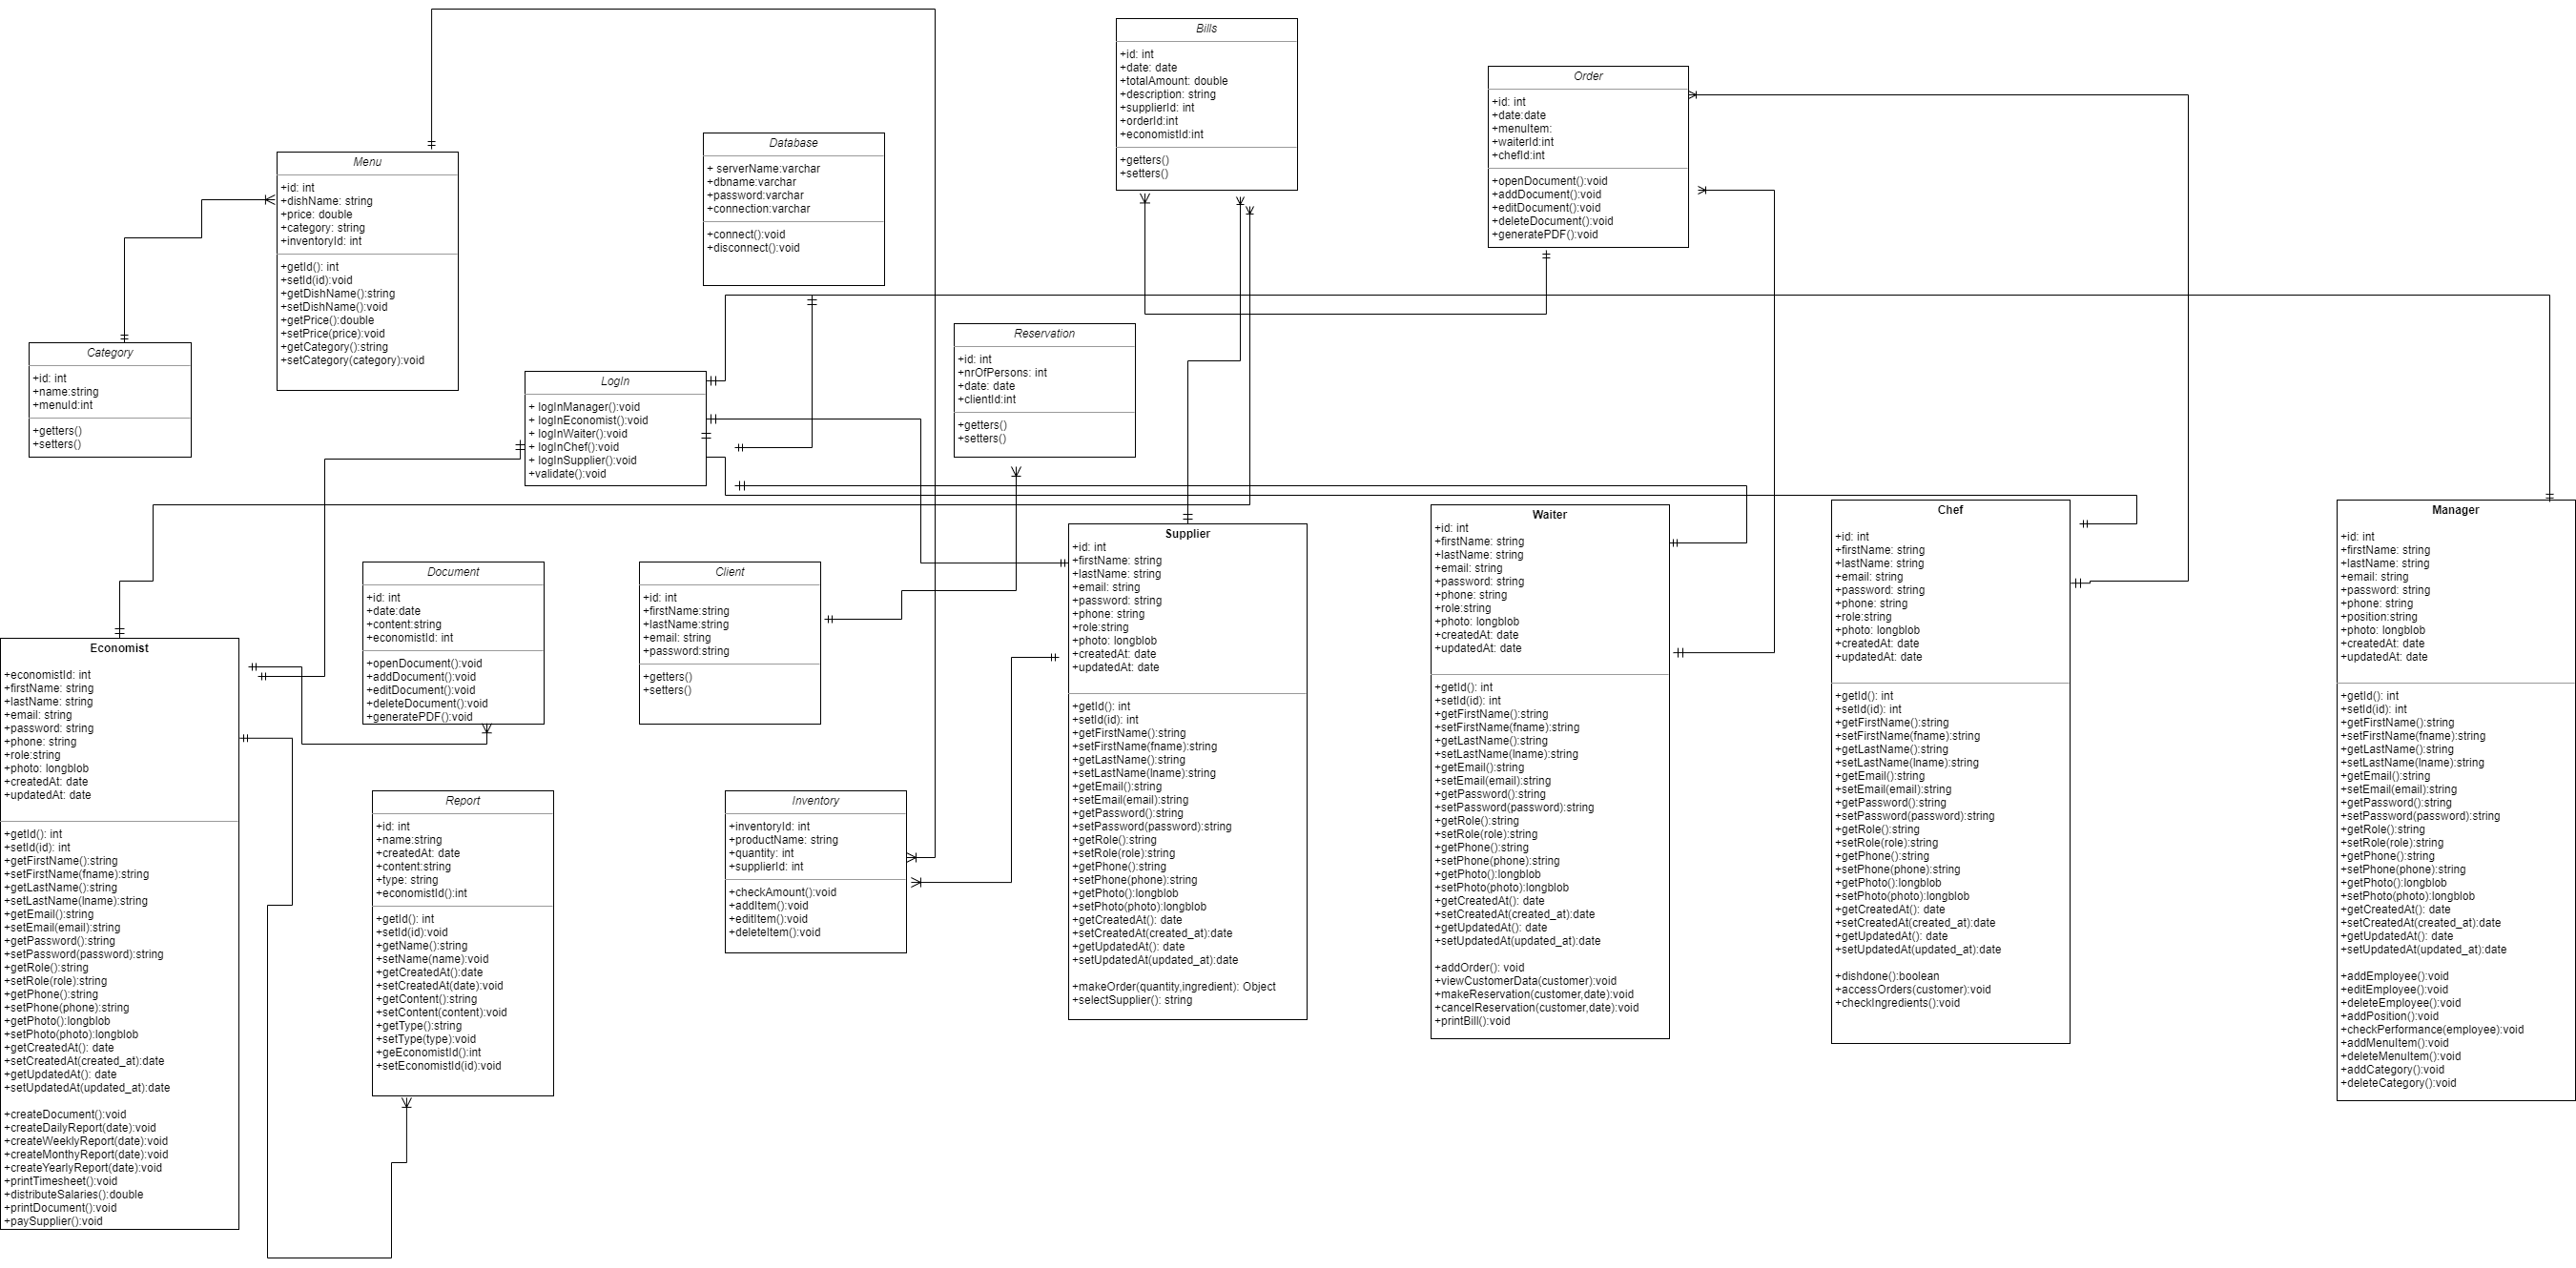 Bills
+id: int
+date: date
+totalAmount: double
+description: string
+supplierId: int
+orderId:int
+economistId:int
+getters()
+setters()
Order
+id: int
+date:date
+menuItem:
+waiterId:int
+chefId:int
+openDocument():void
+addDocument():void
+editDocument():void
+deleteDocument():void
+generatePDF():void
Database
+ serverName:varchar
+dbname:varchar
+password:varchar
+connection:varchar
+connect():void
+disconnect():void
Menu
+id: int
+dishName: string
+price: double
+category: string
+inventoryId: int
+getId(): int
+setId(id):void
+getDishName():string
+setDishName():void
+getPrice():double
+setPrice(price):void
+getCategory():string
+setCategory(category):void
Category
+id: int
+name:string
+menuId:int
+getters()
+setters()
LogIn
+ logInManager():void
+ logInEconomist():void
+ logInWaiter():void
+ logInChef():void
+ logInSupplier():void
+validate():void
Reservation
+id: int
+nrOfPersons: int
+date: date
+clientId:int
+getters()
+setters()
Document
+id: int
+date:date
+content:string
+economistId: int
+openDocument():void
+addDocument():void
+editDocument():void
+deleteDocument():void
+generatePDF():void
Client
+id: int
+firstName:string
+lastName:string
+email: string
+password:string
+getters()
+setters()
Supplier
+id: int
+firstName: string
+lastName: string
+email: string
+password: string
+phone: string
+role:string
+photo: longblob
+createdAt: date
+updatedAt: date
+getId(): int
+setId(id): int
+getFirstName():string
+setFirstName(fname):string
+getLastName():string
+setLastName(lname):string
+getEmail():string
+setEmail(email):string
+getPassword():string
+setPassword(password):string
+getRole():string
+setRole(role):string
+getPhone():string
+setPhone(phone):string
+getPhoto():longblob
+setPhoto(photo):longblob
+getCreatedAt(): date
+setCreatedAt(created_at):date
+getUpdatedAt(): date
+setUpdatedAt(updated_at):date
+makeOrder(quantity,ingredient): Object
+selectSupplier(): string
Waiter
+id: int
+firstName: string
+lastName: string
+email: string
+password: string
+phone: string
+role:string
+photo: longblob
+createdAt: date
+updatedAt: date
+getId(): int
+setId(id): int
+getFirstName():string
+setFirstName(fname):string
+getLastName():string
+setLastName(lname):string
+getEmail():string
+setEmail(email):string
+getPassword():string
+setPassword(password):string
+getRole():string
+setRole(role):string
+getPhone():string
+setPhone(phone):string
+getPhoto():longblob
+setPhoto(photo):longblob
+getCreatedAt(): date
+setCreatedAt(created_at):date
+getUpdatedAt(): date
+setUpdatedAt(updated_at):date
+addOrder(): void
+viewCustomerData(customer):void
+makeReservation(customer,date):void
+cancelReservation(customer,date):void
+printBill():void
Chef
+id: int
+firstName: string
+lastName: string
+email: string
+password: string
+phone: string
+role:string
+photo: longblob
+createdAt: date
+updatedAt: date
+getId(): int
+setId(id): int
+getFirstName():string
+setFirstName(fname):string
+getLastName():string
+setLastName(lname):string
+getEmail():string
+setEmail(email):string
+getPassword():string
+setPassword(password):string
+getRole():string
+setRole(role):string
+getPhone():string
+setPhone(phone):string
+getPhoto():longblob
+setPhoto(photo):longblob
+getCreatedAt(): date
+setCreatedAt(created_at):date
+getUpdatedAt(): date
+setUpdatedAt(updated_at):date
+dishdone():boolean
+accessOrders(customer):void
+checkIngredients():void
Manager
+id: int
+firstName: string
+lastName: string
+email: string
+password: string
+phone: string
+position:string
+photo: longblob
+createdAt: date
+updatedAt: date
+getId(): int
+setId(id): int
+getFirstName():string
+setFirstName(fname):string
+getLastName():string
+setLastName(lname):string
+getEmail():string
+setEmail(email):string
+getPassword():string
+setPassword(password):string
+getRole():string
+setRole(role):string
+getPhone():string
+setPhone(phone):string
+getPhoto():longblob
+setPhoto(photo):longblob
+getCreatedAt(): date
+setCreatedAt(created_at):date
+getUpdatedAt(): date
+setUpdatedAt(updated_at):date
+addEmployee():void
+editEmployee():void
+deleteEmployee():void
+addPosition():void
+checkPerformance(employee):void
+addMenuItem():void
+deleteMenuItem():void
+addCategory():void
+deleteCategory():void
Economist
+economistId: int
+firstName: string
+lastName: string
+email: string
+password: string
+phone: string
+role:string
+photo: longblob
+createdAt: date
+updatedAt: date
+getId(): int
+setId(id): int
+getFirstName():string
+setFirstName(fname):string
+getLastName():string
+setLastName(lname):string
+getEmail():string
+setEmail(email):string
+getPassword():string
+setPassword(password):string
+getRole():string
+setRole(role):string
+getPhone():string
+setPhone(phone):string
+getPhoto():longblob
+setPhoto(photo):longblob
+getCreatedAt(): date
+setCreatedAt(created_at):date
+getUpdatedAt(): date
+setUpdatedAt(updated_at):date
+createDocument():void
+createDailyReport(date):void
+createWeeklyReport(date):void
+createMonthyReport(date):void
+createYearlyReport(date):void
+printTimesheet():void
+distributeSalaries():double
+printDocument():void
+paySupplier():void
Report
+id: int
+name:string
+createdAt: date
+content:string
+type: string
+economistId():int
+getId(): int
+setId(id):void
+getName():string
+setName(name):void
+getCreatedAt():date
+setCreatedAt(date):void
+getContent():string
+setContent(content):void
+getType():string
+setType(type):void
+geEconomistId():int
+setEconomistId(id):void
Inventory
+inventoryId: int
+productName: string
+quantity: int
+supplierId: int
+checkAmount():void
+addItem():void
+editItem():void
+deleteItem():void